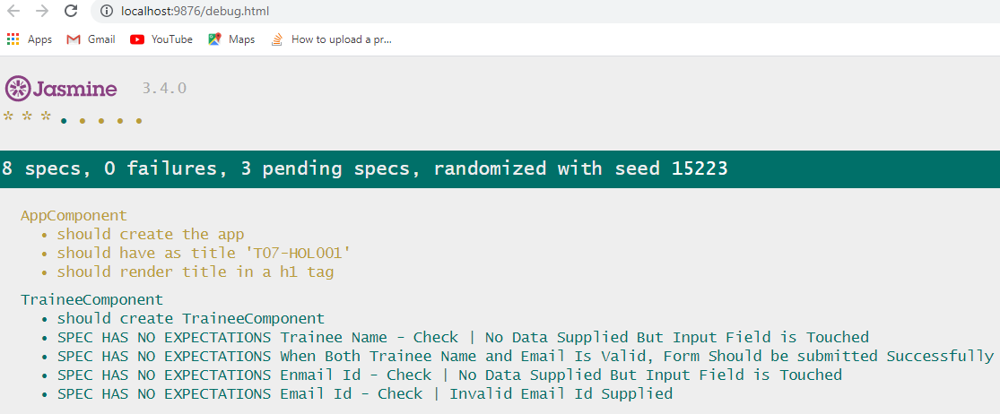 localhost:9876/debug.html
Apps Gmail YouTube Maps How to upload a pr...
Jasmine 3.4.0
* * * • • • • •
8 specs, 0 failures, 3 pending specs, randomized with seed 15223
AppComponent
• should create the app
• should have as title 'T07-HOL001'
• should render title in a h1 tag
TraineeComponent
• should create TraineeComponent
• SPEC HAS NO EXPECTATIONS Trainee Name - Check | No Data Supplied But Input Field is Touched
• SPEC HAS NO EXPECTATIONS When Both Trainee Name and Email Is Valid, Form Should be submitted Successfully
• SPEC HAS NO EXPECTATIONS Enmail Id - Check | No Data Supplied But Input Field is Touched
• SPEC HAS NO EXPECTATIONS Email Id - Check | Invalid Email Id Supplied